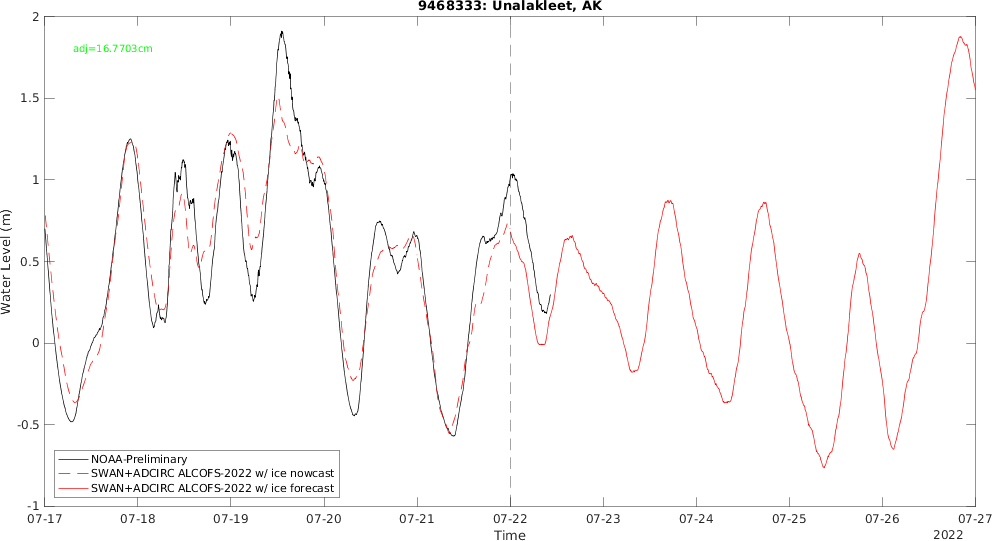 9468333: Unalakleet, AK
adj=16.7703cm
Water Level (m)
2
1.5
1
0.5
0
-0.5
-1
NOAA-Preliminary
SWAN+ADCIRC ALCOFS-2022 w/ ice nowcast
SWAN+ADCIRC ALCOFS-2022 w/ ice forecast
07-17 07-18 07-19 07-20 07-21 07-22 07-23 07-24 07-25 07-26 07-27
Time
2022